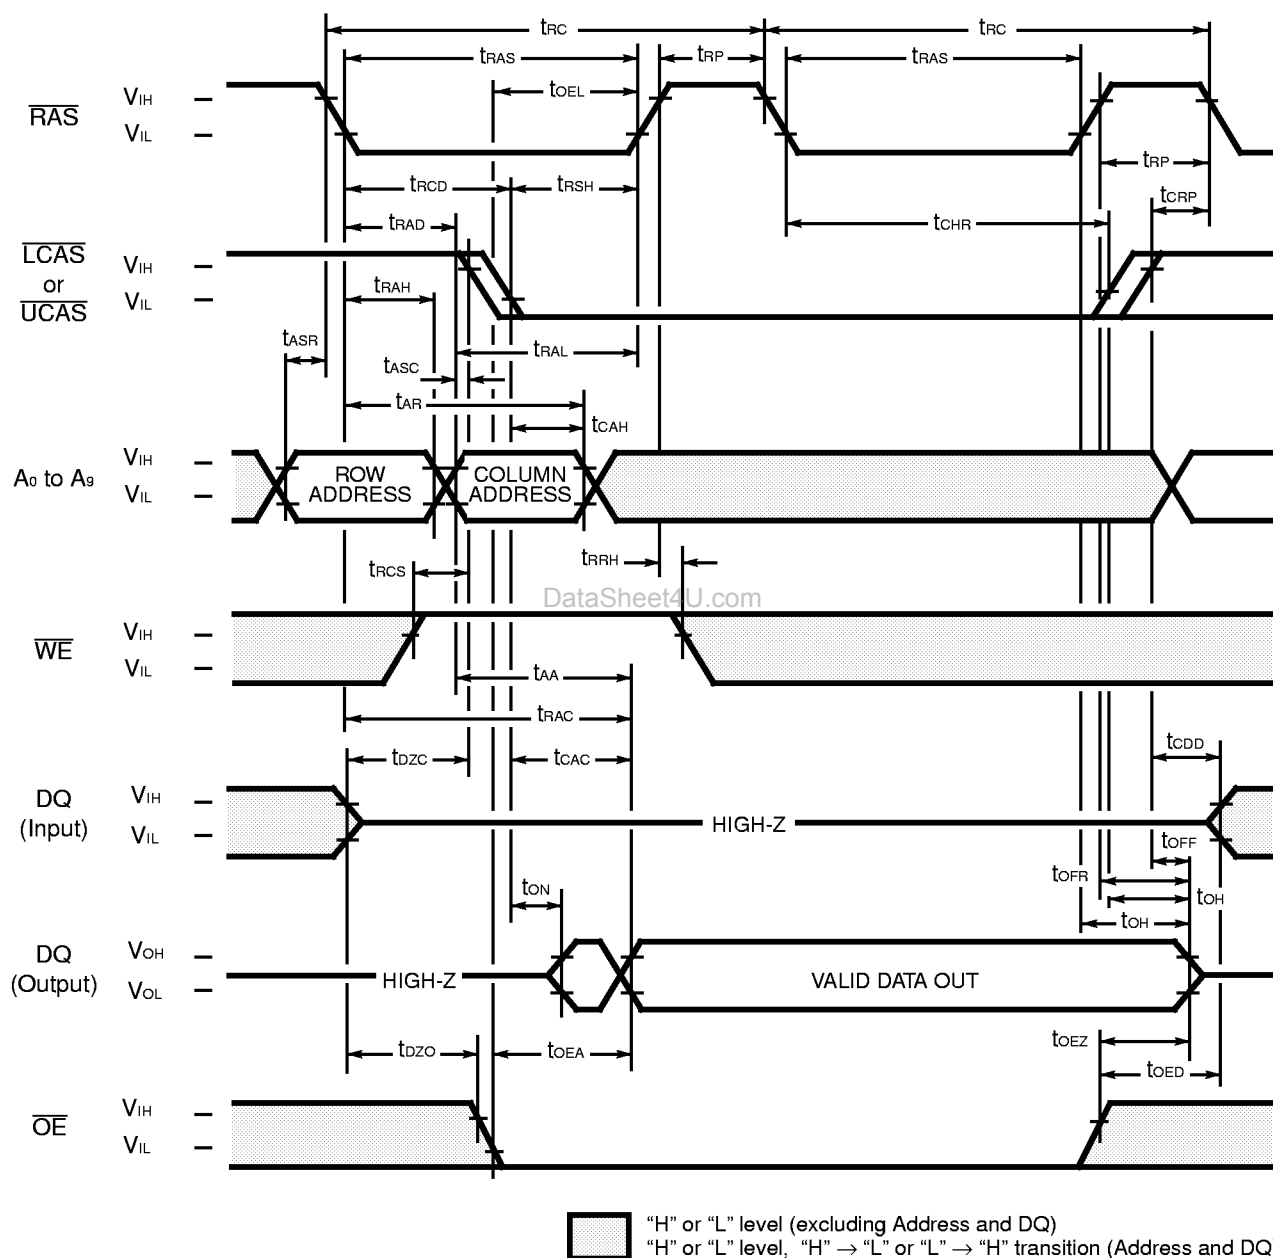 tRC tRC
tRAS tRP tRAS
tOEL
RAS VIH
VIL
tRP
tRCD tRSH
tCRP
tRAD tCHR
LCAS
or
UCAS
VIH
VIL
tRAH
tASR
tRAL
tASC
tAR
tCAH
A0 to A9 VIH
VIL
ROW
ADDRESS
COLUMN
ADDRESS
tRRH
tRCS
DataSheet4U.com
WE VIH
VIL
tAA
tRAC
tCDD
tDZC tCAC
DQ
(Input)
VIH
VIL
HIGH-Z
tOFF
tOFR
tON
tOH
tOH
DQ
(Output)
VOH
VOL
HIGH-Z VALID DATA OUT
tOEZ
tDZO tOEA
tOED
OE VIH
VIL
“H” or “L” level (excluding Address and DQ)
“H” or “L” level, “H” → “L” or “L” → “H” transition (Address and DQ